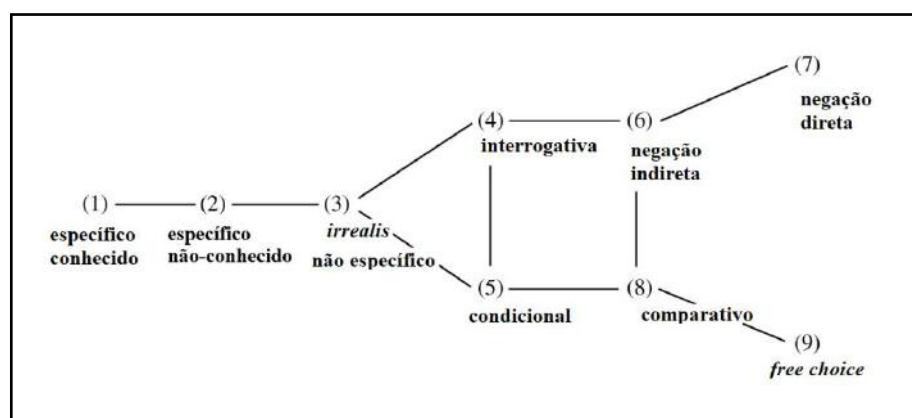 (7)
negação
direta
(4)
interrogativa
(6)
negação
indireta
(1)
específico
conhecido
(2)
específico
não-conhecido
(3)
irrealis
não específico
(5)
condicional
(8)
comparativo
(9)
free choice